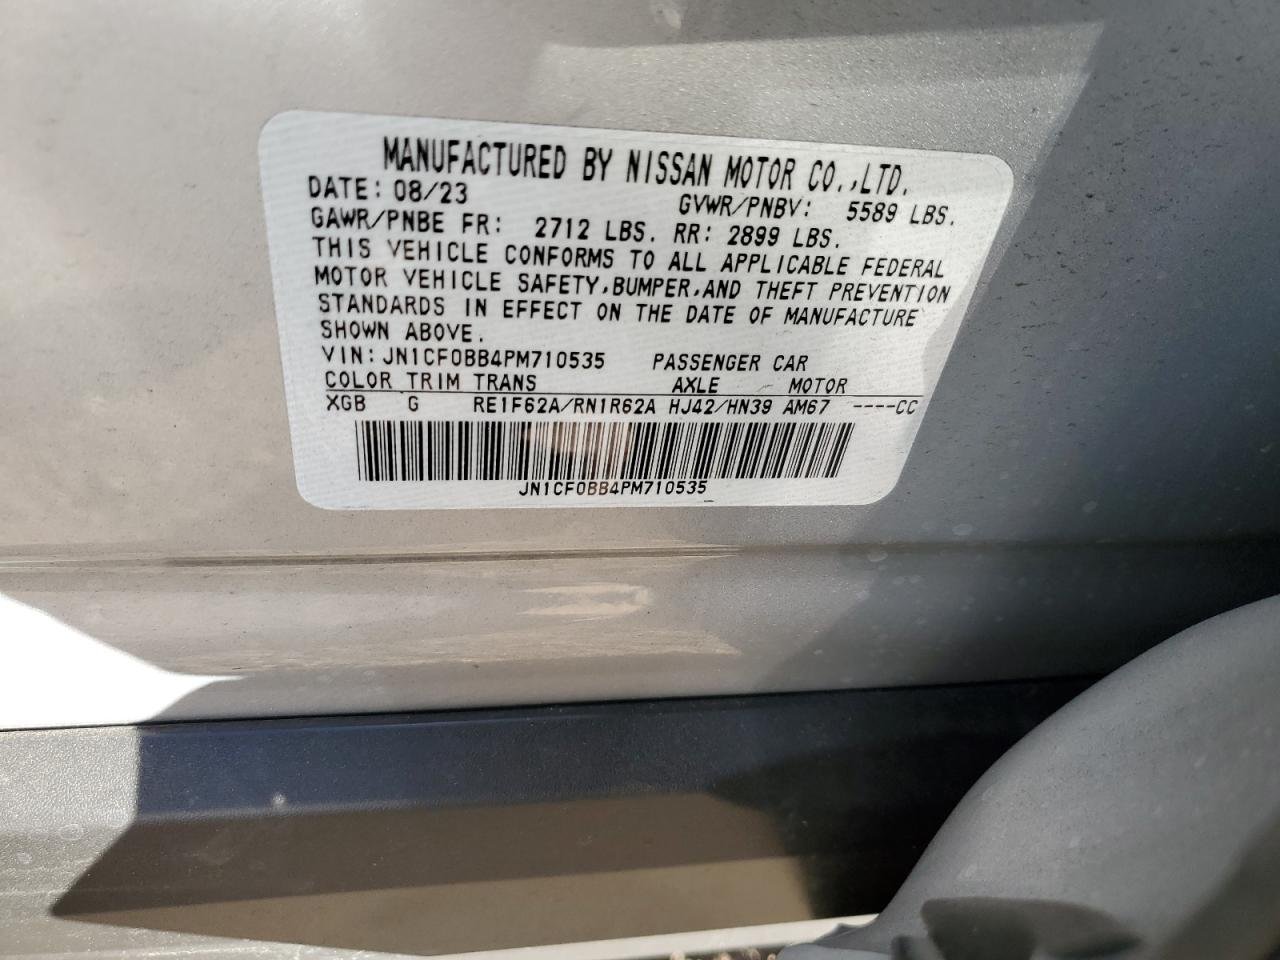 MANUFACTURED BY NISSAN MOTOR CO.,LTD.
DATE: 08/23 GVWR/PNBV: 5589 LBS.
GAWR/PNBE FR: 2712 LBS. RR: 2899 LBS.
THIS VEHICLE CONFORMS TO ALL APPLICABLE FEDERAL
MOTOR VEHICLE SAFETY,BUMPER,AND THEFT PREVENTION
STANDARDS IN EFFECT ON THE DATE OF MANUFACTURE
SHOWN ABOVE.
VIN: JN1CF0BB4PM710535 PASSENGER CAR
COLOR TRIM TRANS AXLE MOTOR
XGB G RE1F62A/RN1R62A HJ42/HN39 AM67 ----CC
JN1CF0BB4PM710535